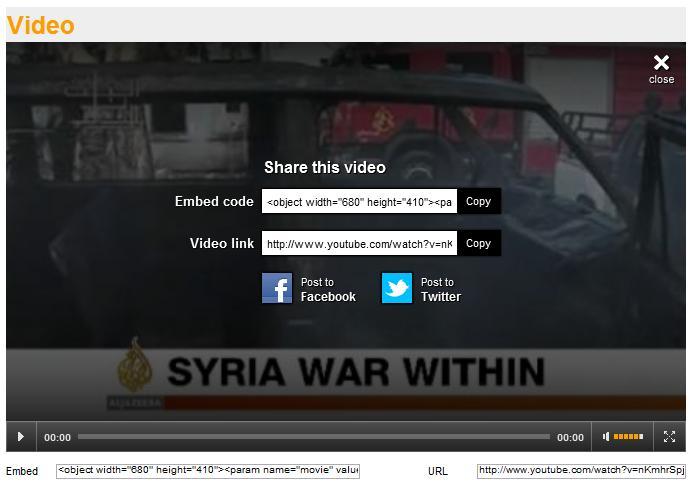 Video
close
Share this video
Embed code <object width="680" height="410"><pa Copy
Video link http://www.youtube.com/watch?v=nK Copy
Post to Facebook
Post to Twitter
SYRIA WAR WITHIN
ALJAZEERA
00:00 00:00
Embed <object width="680" height="410"><param name="movie" value
URL http://www.youtube.com/watch?v=nKmhrSpj